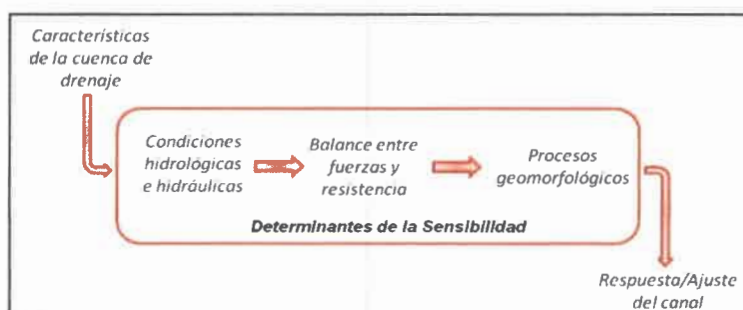 Características
de la cuenca de
drenaje
Condiciones
hidrológicas
e hidráulicas
Balance entre
fuerzas y
resistencia
Procesos
geomorfológicos
Determinantes de la Sensibilidad
Respuesta/Ajuste
del canal